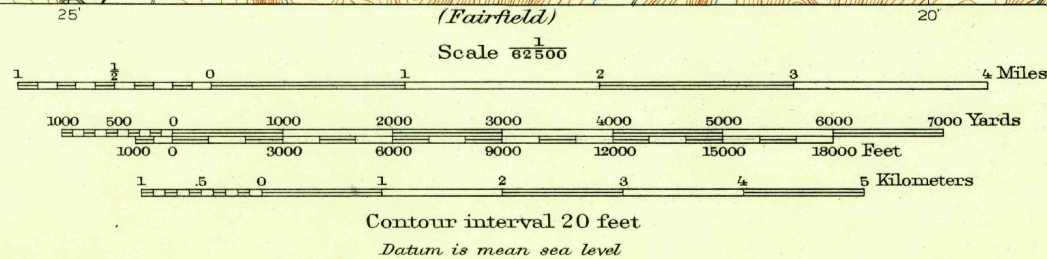 25' (Fairfield) 20'
Scale 1/62500
1 ½ 0 1 2 3 4 Miles
1000 500 0 1000 2000 3000 4000 5000 6000 7000 Yards
1000 0 3000 6000 9000 12000 15000 18000 Feet
1 .5 0 1 2 3 4 5 Kilometers
Contour interval 20 feet
Datum is mean sea level